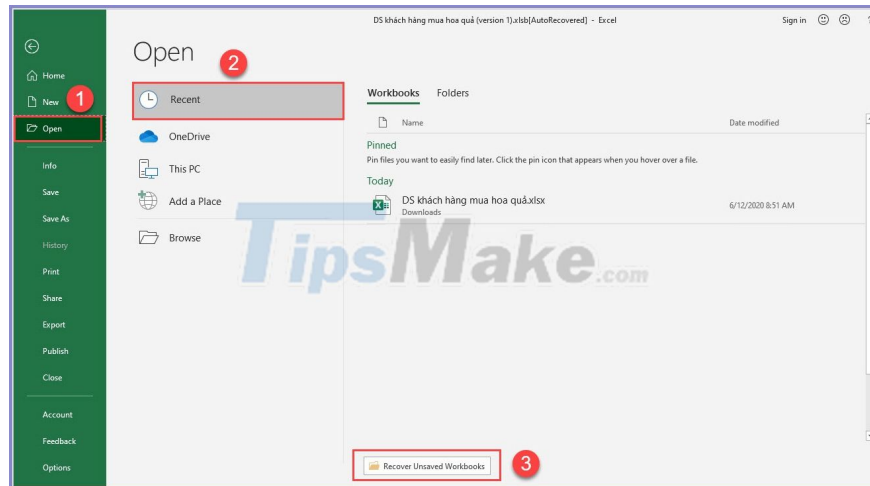 DS khách hàng mua hoa quả (version 1).xlsb[AutoRecovered] - Excel
Sign in
?
Open
2
Home
New
1
Open
Info
Save
Save As
History
Print
Share
Export
Publish
Close
Account
Feedback
Options
Recent
OneDrive
This PC
Add a Place
Browse
Workbooks Folders
Name Date modified
Pinned
Pin files you want to easily find later. Click the pin icon that appears when you hover over a file.
Today
DS khách hàng mua hoa quả.xlsx
Downloads
6/12/2020 8:51 AM
TipsMake.com
Recover Unsaved Workbooks
3